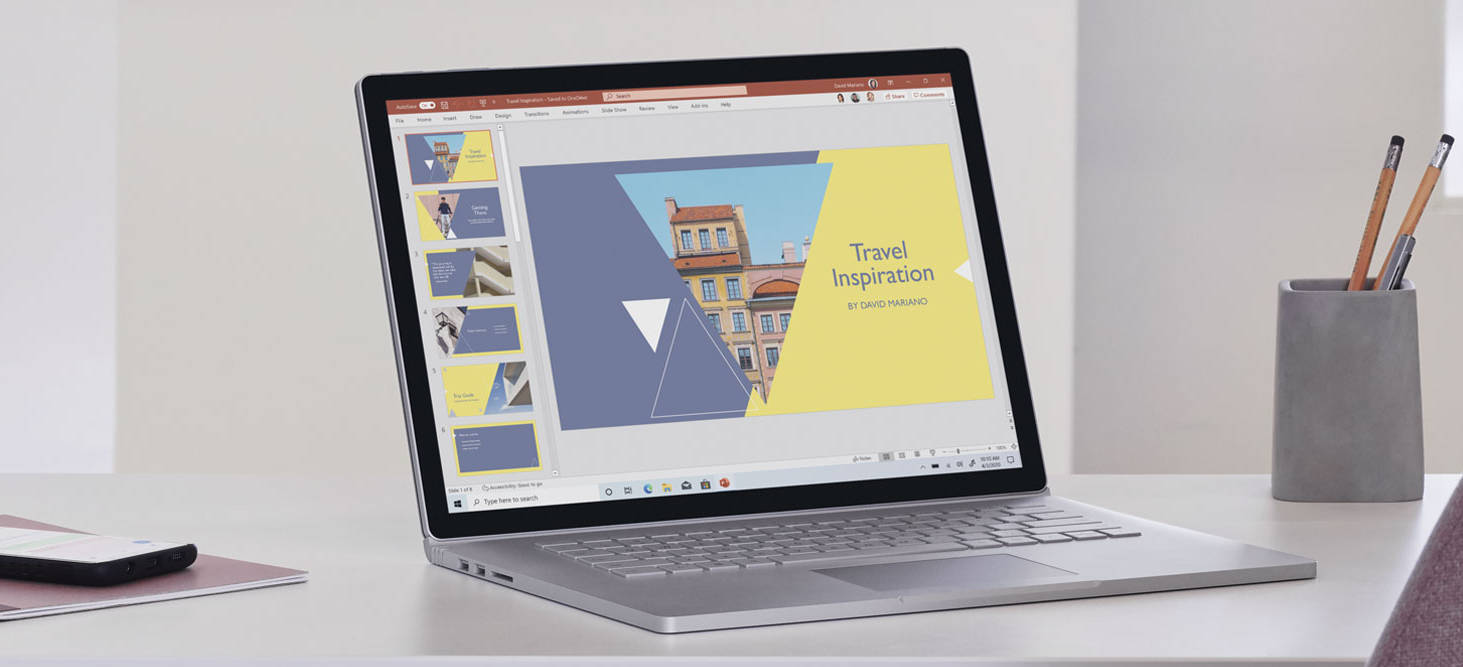 AutoSave On
Travel Inspiration - Saved to OneDrive
Search
David Mariano
File Home Insert Draw Design Transitions Animations Slide Show Review View Add-ins Help
Share Comments
1
Travel
Inspiration
2
Getting
There
3
4
5
Trip Guide
6
Travel
Inspiration
BY DAVID MARIANO
Slide 1 of 8
Accessibility: Good to go
Notes
100%
Type here to search
10:10 AM
4/1/2020